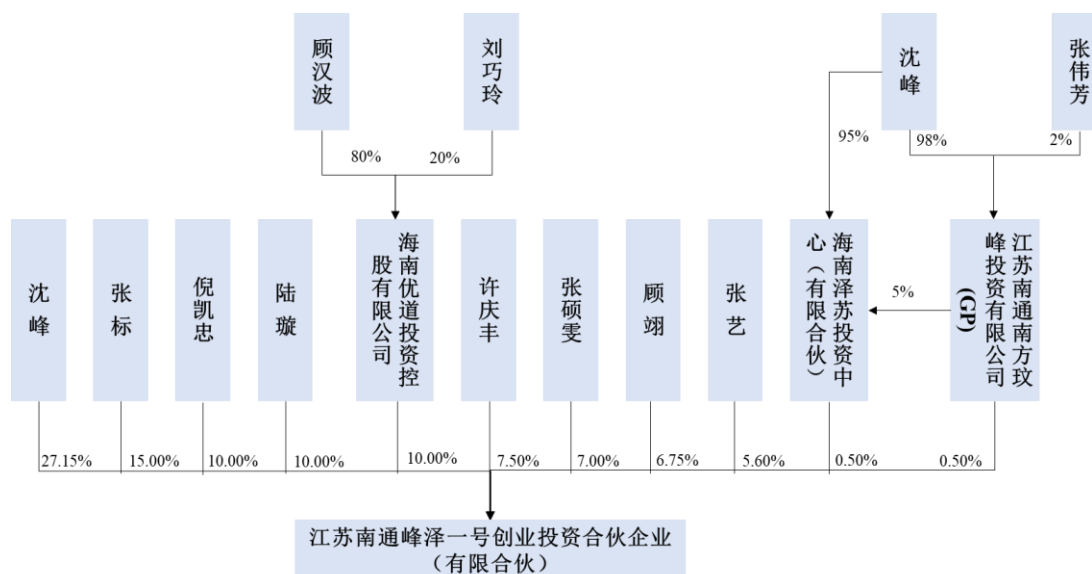 顾汉波
刘巧玲
沈峰
张伟芳
80%
20%
95%
98%
2%
沈峰
张标
倪凯忠
陆璇
海南优道投资控
股有限公司
许庆丰
张硕雯
顾翊
张艺
海南泽苏投资中
心（有限合伙）
5%
江苏南通南方玟
峰投资有限公司
(GP)
27.15%
15.00%
10.00%
10.00%
10.00%
7.50%
7.00%
6.75%
5.60%
0.50%
0.50%
江苏南通峰泽一号创业投资合伙企业
（有限合伙）